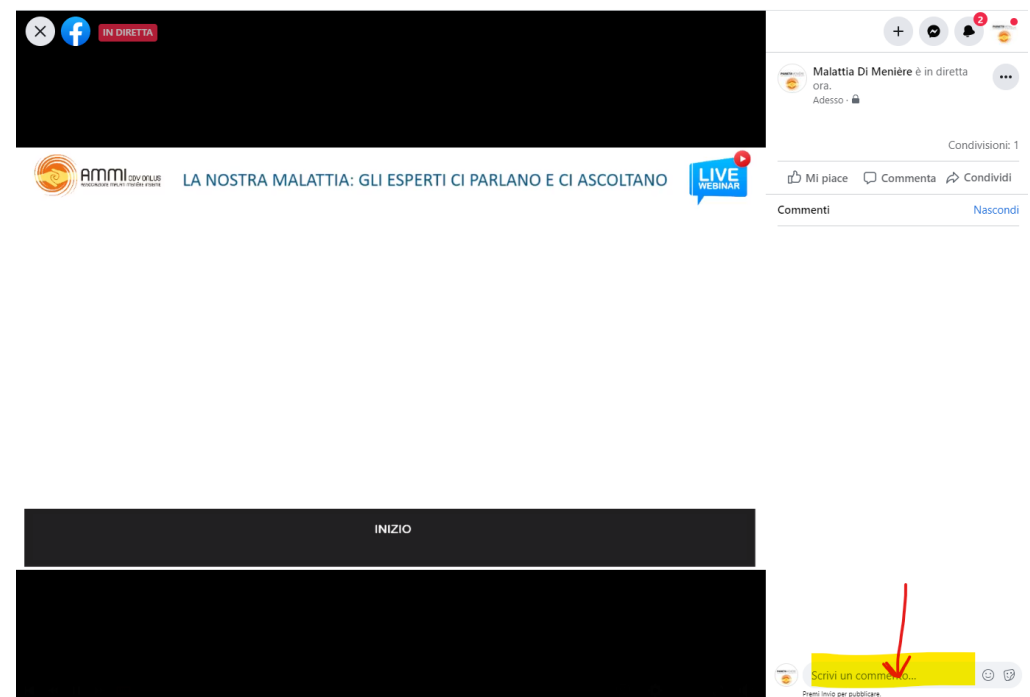 IN DIRETTA
2
Malattia Di Menière è in diretta
ora.
Adesso ·
Condivisioni: 1
AMMI ODV ONLUS
LA NOSTRA MALATTIA: GLI ESPERTI CI PARLANO E CI ASCOLTANO
LIVE
WEBINAR
Mi piace
Commenta
Condividi
Commenti
Nascondi
INIZIO
Scrivi un commento...
Premi Invio per pubblicare.